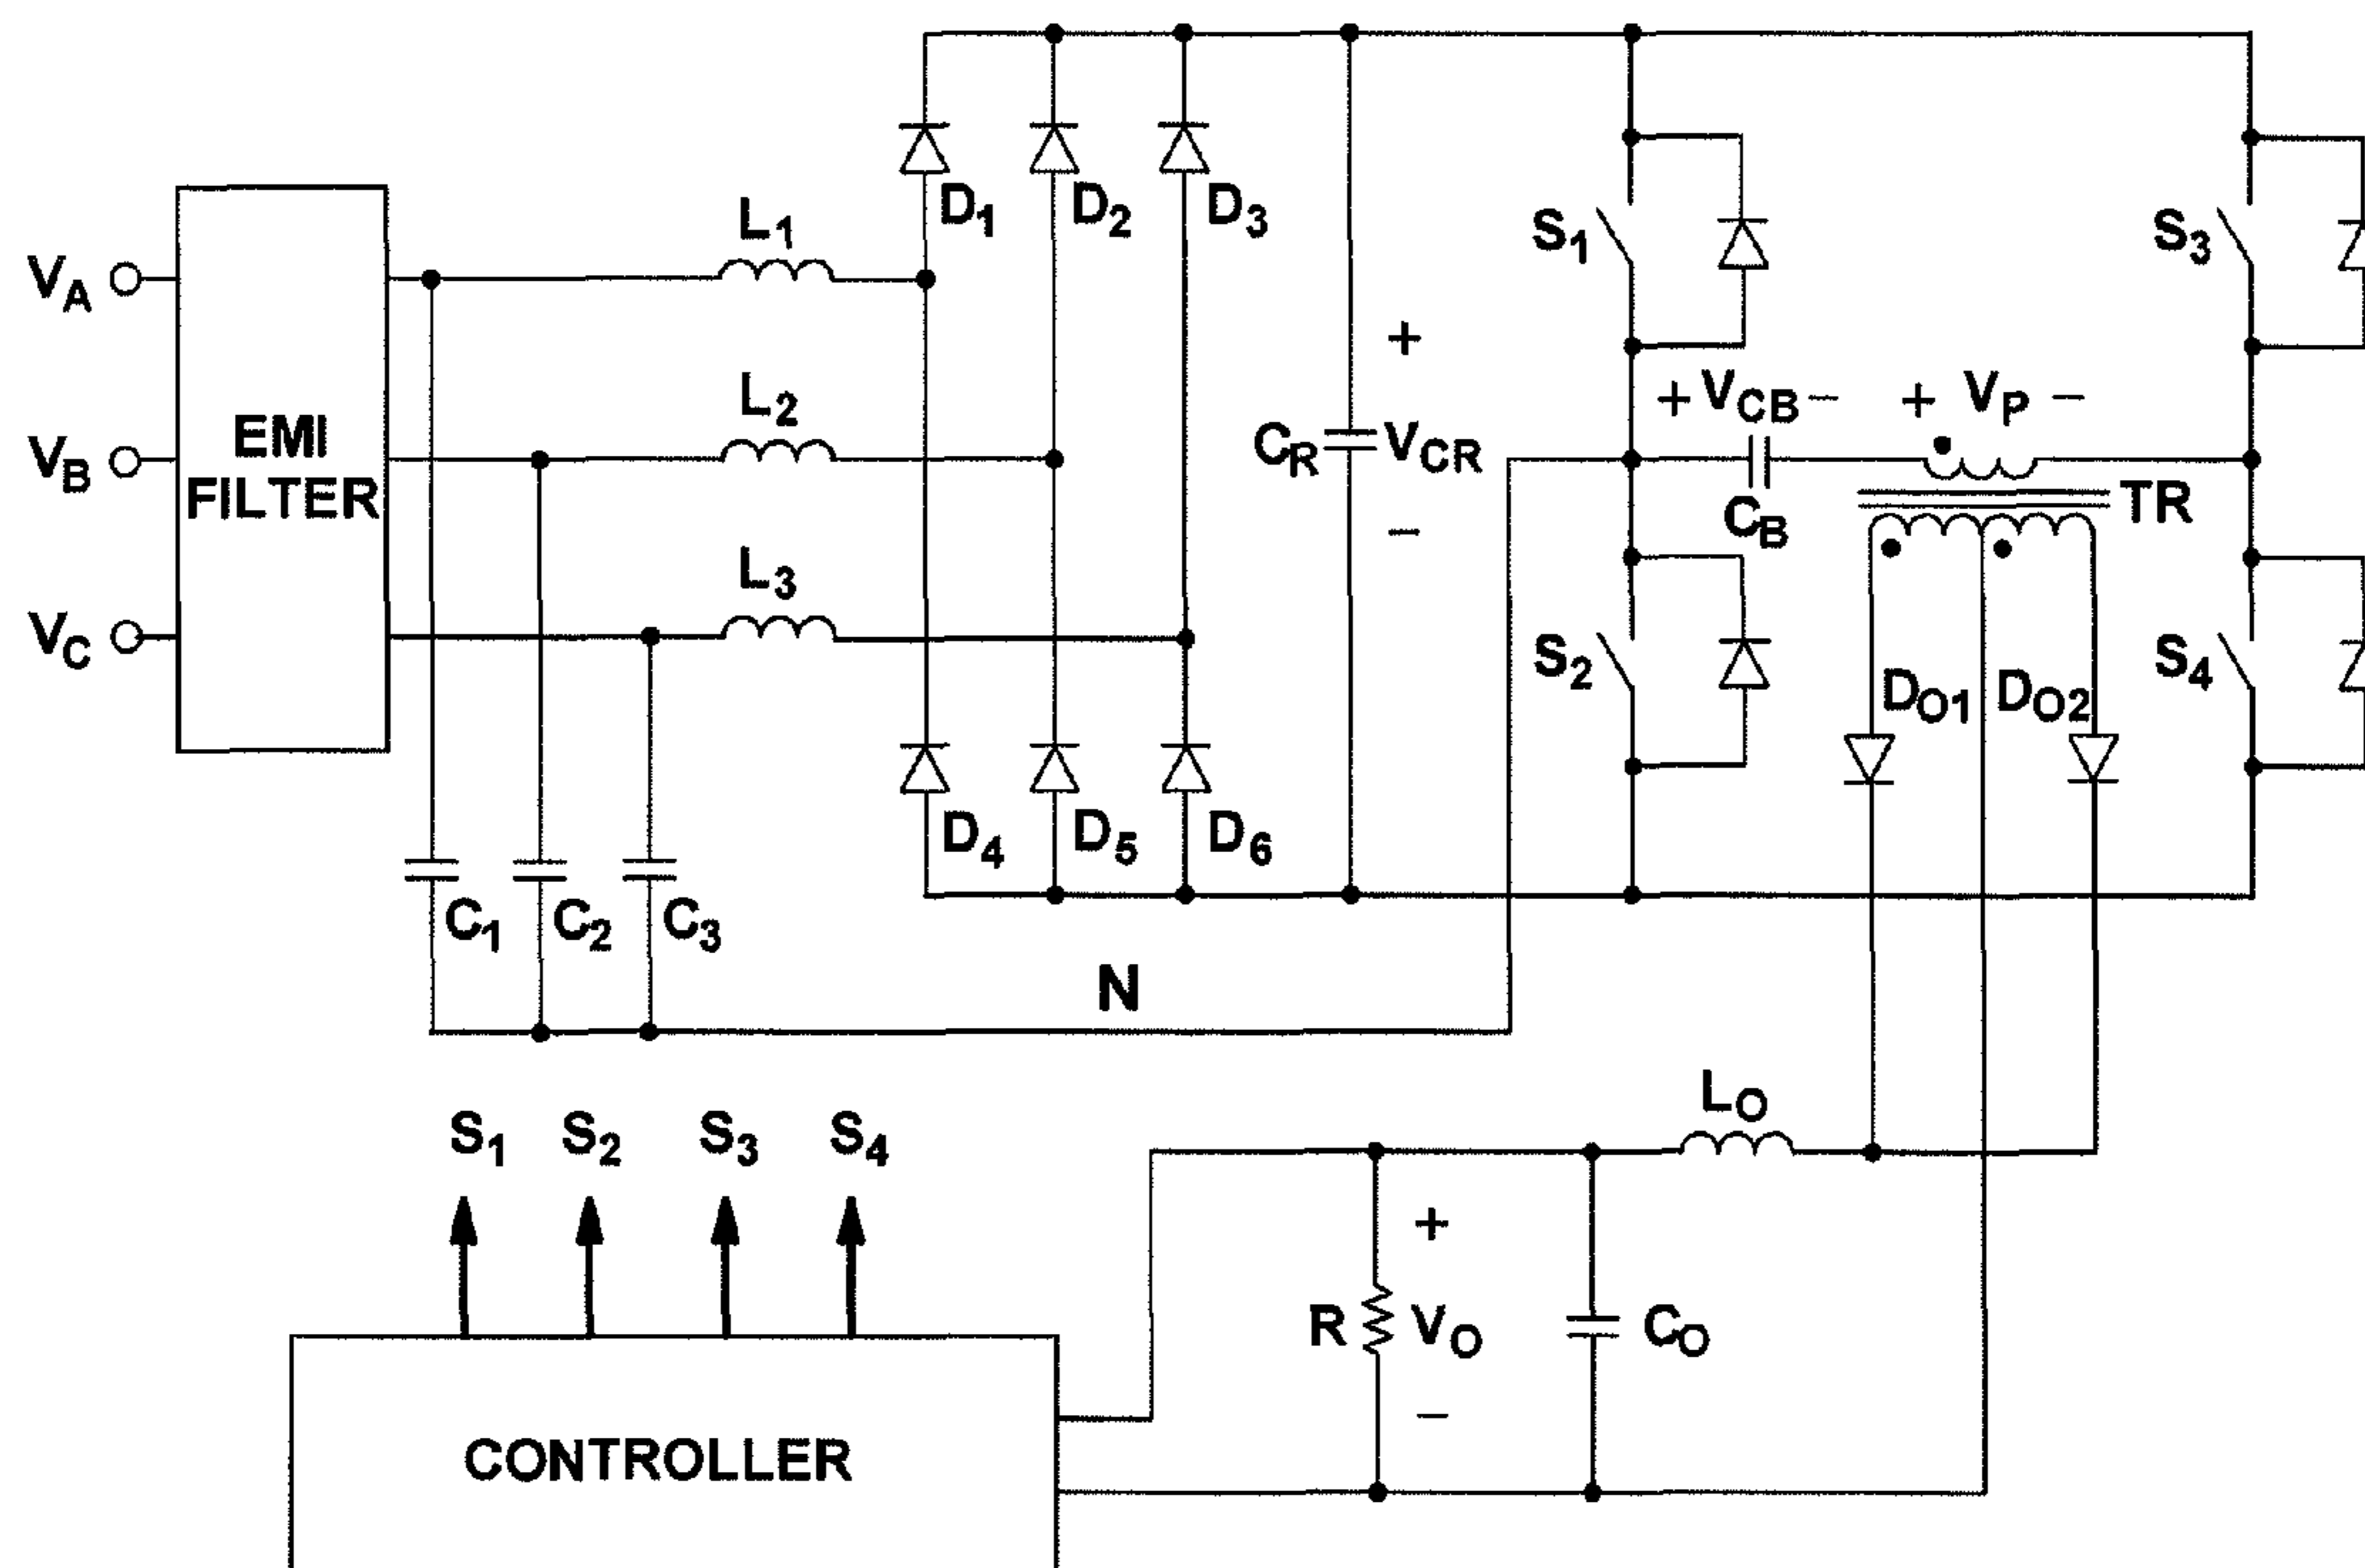 D1 D2 D3
L1
VA
S1 S3
L2
+ VCB − + VP −
+
CR VCR
−
EMI
FILTER
VB
CB
TR
L3
VC
S2 S4
DO1 DO2
D4 D5 D6
C1 C2 C3
N
LO
S1 S2 S3 S4
+
R VO CO
−
CONTROLLER